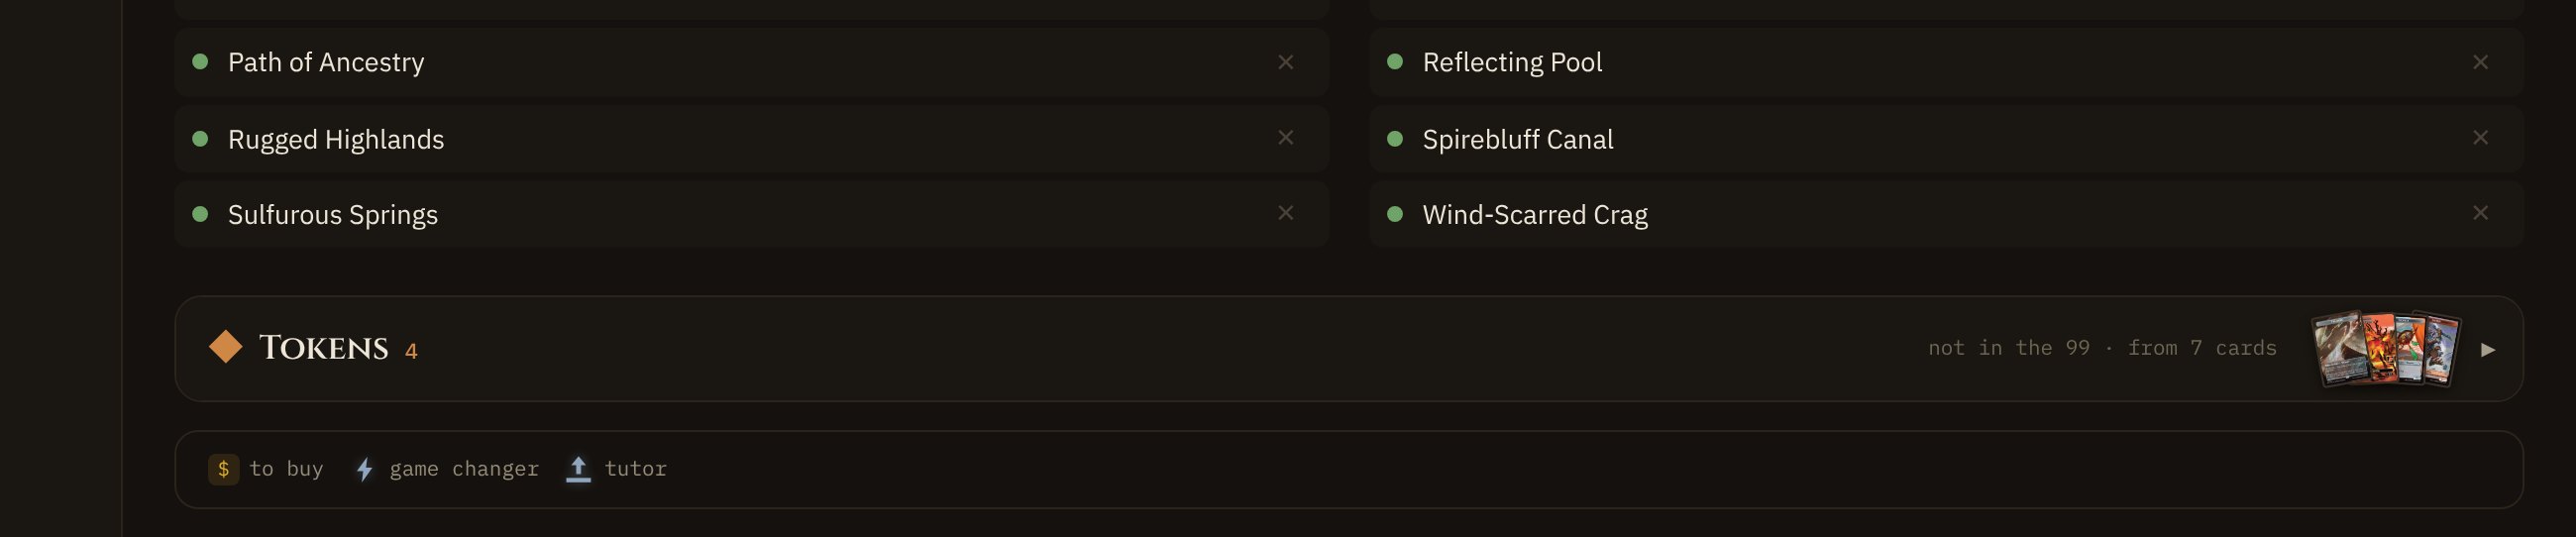 Path of Ancestry ×
Reflecting Pool ×
Rugged Highlands ×
Spirebluff Canal ×
Sulfurous Springs ×
Wind-Scarred Crag ×
Tokens 4 not in the 99 · from 7 cards
$ to buy game changer tutor